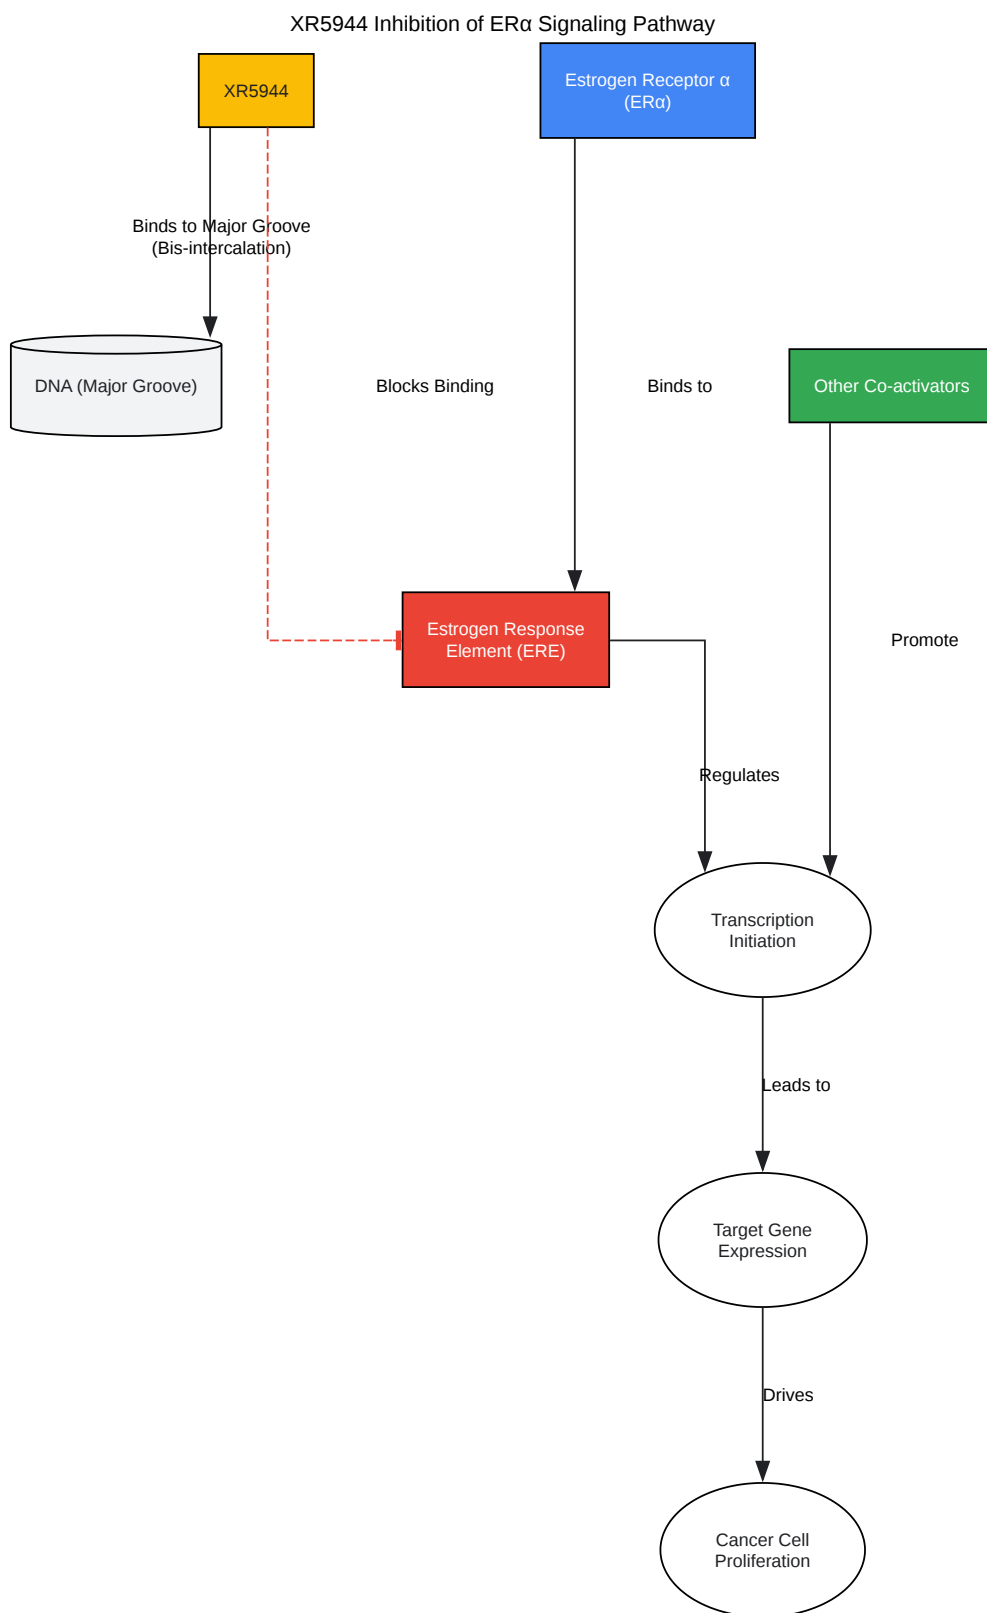 XR5944 Inhibition of ERα Signaling Pathway
XR5944
Estrogen Receptor α
(ERα)
Binds to Major Groove
(Bis-intercalation)
DNA (Major Groove)
Blocks Binding
Binds to
Other Co-activators
Estrogen Response
Element (ERE)
Promote
Regulates
Transcription
Initiation
Leads to
Target Gene
Expression
Drives
Cancer Cell
Proliferation